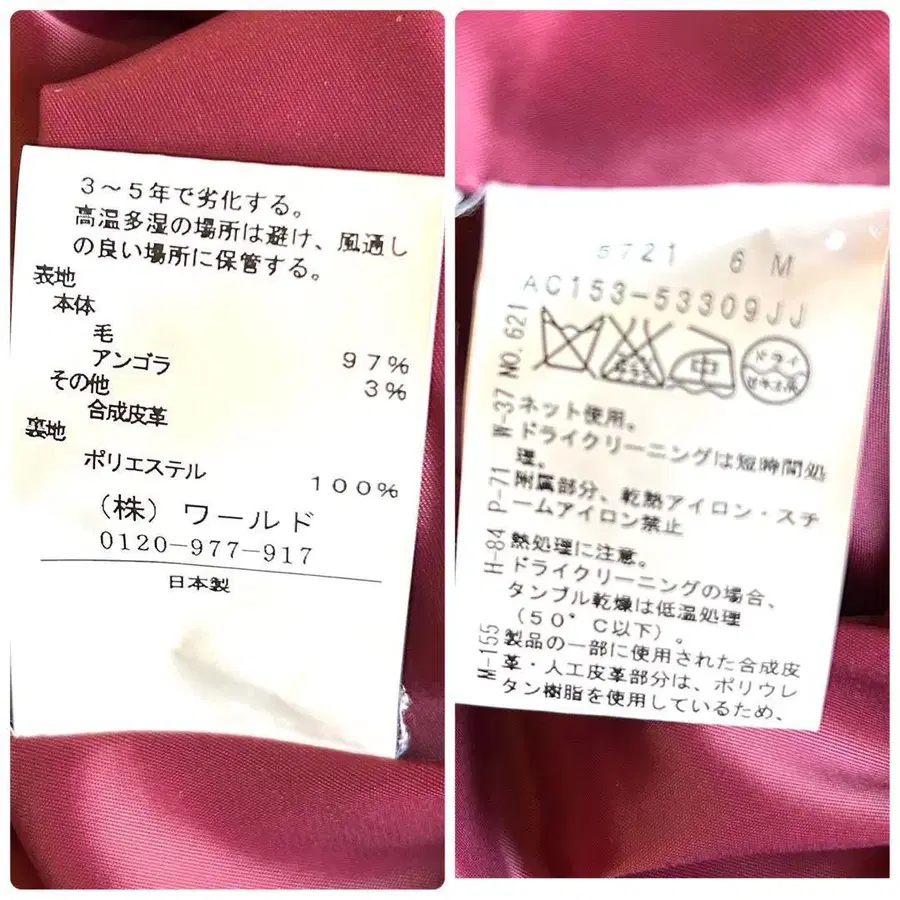 3～5年で劣化する。
高温多湿の場所は避け、風通し
の良い場所に保管する。
表地
本体
毛 97%
アンゴラ 3%
その他
合成皮革
裏地
ポリエステル 100%
(株) ワールド
0120-977-917
日本製
5721 6 M
AC153-53309JJ
中
ドライ
セキユ系
NO.621
W-37
P-71
H-84
M-155
ネット使用。
ドライクリーニングは短時間処
理。
附属部分、乾熱アイロン・スチ
ームアイロン禁止
熱処理に注意。
ドライクリーニングの場合、
タンブル乾燥は低温処理
(50°C以下)。
製品の一部に使用された合成皮
革・人工皮革部分は、ポリウレ
タン樹脂を使用しているため、